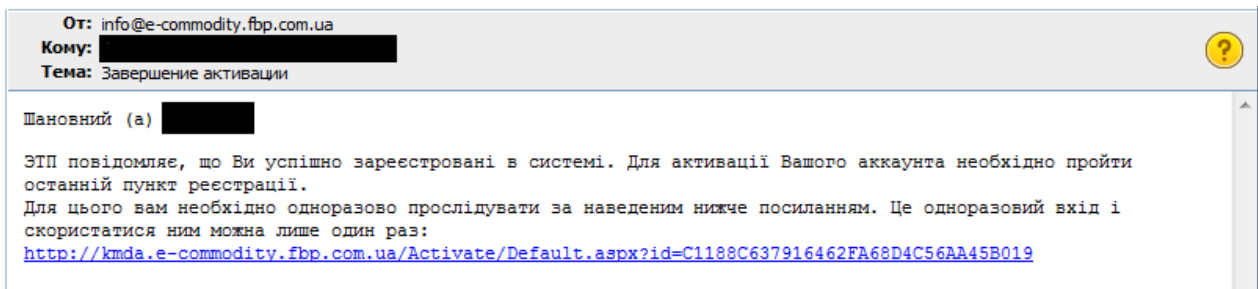 От: info@e-commodity.fbp.com.ua
Кому:
Тема: Завершение активации
?
Шановний (а)
ЭТП повідомляє, що Ви успішно зареєстровані в системі. Для активації Вашого аккаунта необхідно пройти
останній пункт реєстрації.
Для цього вам необхідно одноразово прослідувати за наведеним нижче посиланням. Це одноразовий вхід і
скористатися ним можна лише один раз:
http://kmda.e-commodity.fbp.com.ua/Activate/Default.aspx?id=C1188C637916462FA68D4C56AA45B019